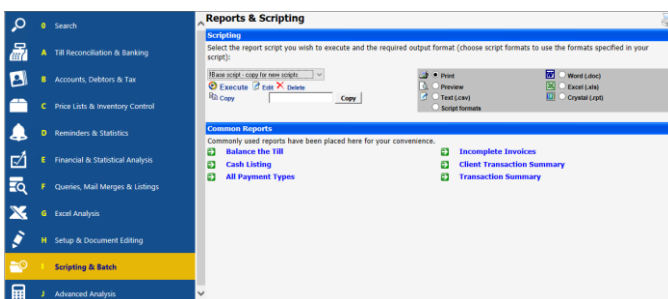 0 Search
A Till Reconciliation & Banking
B Accounts, Debtors & Tax
C Price Lists & Inventory Control
D Reminders & Statistics
E Financial & Statistical Analysis
F Queries, Mail Merges & Listings
G Excel Analysis
H Setup & Document Editing
I Scripting & Batch
J Advanced Analysis
Reports & Scripting
Scripting
Select the report script you wish to execute and the required output format (choose script formats to use the formats specified in your
script):
!Base script - copy for new scripts
Execute Edit Delete
Copy Copy
Print Word (.doc)
Preview Excel (.xls)
Text (.csv) Crystal (.rpt)
Script formats
Common Reports
Commonly used reports have been placed here for your convenience.
Balance the Till Incomplete Invoices
Cash Listing Client Transaction Summary
All Payment Types Transaction Summary